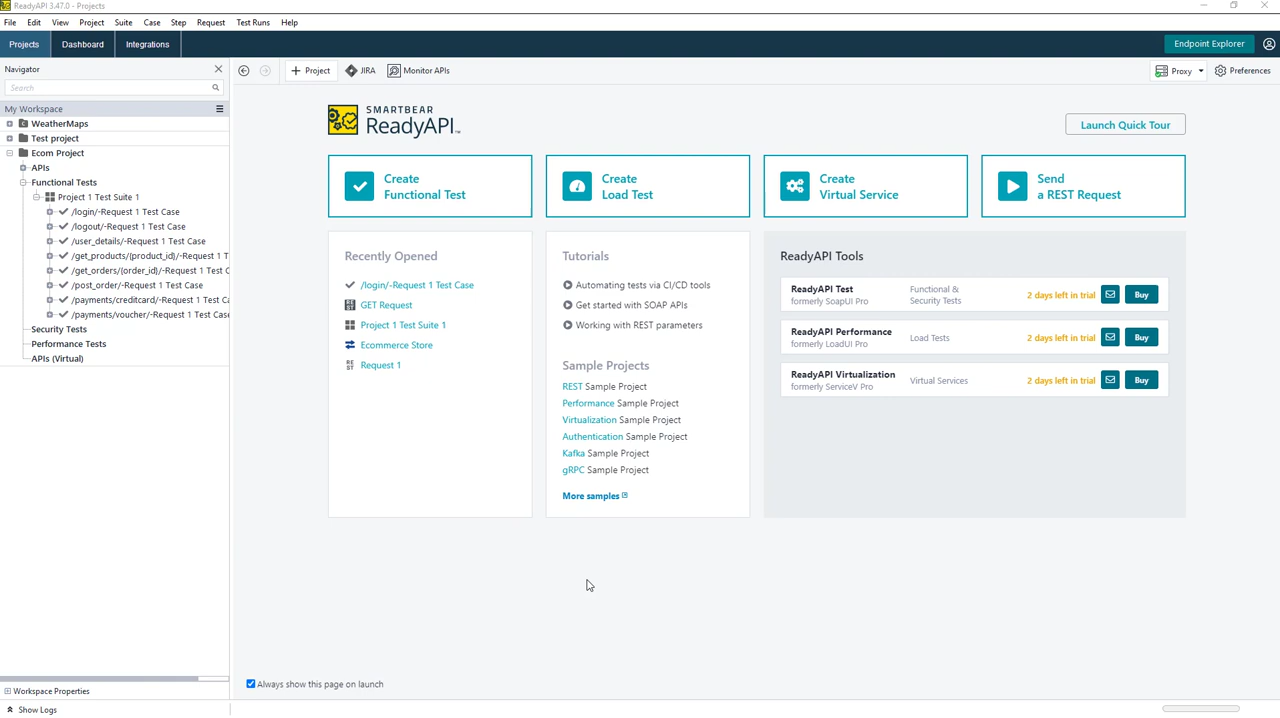 ReadyAPI 3.47.0 - Projects
File Edit View Project Suite Case Step Request Test Runs Help
Projects Dashboard Integrations Endpoint Explorer
Navigator
Search
My Workspace
WeatherMaps
Test project
Ecom Project
APIs
Functional Tests
Project 1 Test Suite 1
/login/-Request 1 Test Case
/logout/-Request 1 Test Case
/user_details/-Request 1 Test Case
/get_products/{product_id}/-Request 1 T
/get_orders/{order_id}/-Request 1 Test C
/post_order/-Request 1 Test Case
/payments/creditcard/-Request 1 Test Ca
/payments/voucher/-Request 1 Test Case
Security Tests
Performance Tests
APIs (Virtual)
Workspace Properties
Show Logs
Project JIRA Monitor APIs Proxy Preferences
SMARTBEAR
ReadyAPI™
Launch Quick Tour
Create
Functional Test
Create
Load Test
Create
Virtual Service
Send
a REST Request
Recently Opened
/login/-Request 1 Test Case
GET Request
Project 1 Test Suite 1
Ecommerce Store
REST
Request 1
Tutorials
Automating tests via CI/CD tools
Get started with SOAP APIs
Working with REST parameters
Sample Projects
REST Sample Project
Performance Sample Project
Virtualization Sample Project
Authentication Sample Project
Kafka Sample Project
gRPC Sample Project
More samples
ReadyAPI Tools
ReadyAPI Test
formerly SoapUI Pro
Functional &
Security Tests
2 days left in trial
Buy
ReadyAPI Performance
formerly LoadUI Pro
Load Tests
2 days left in trial
Buy
ReadyAPI Virtualization
formerly ServiceV Pro
Virtual Services
2 days left in trial
Buy
Always show this page on launch